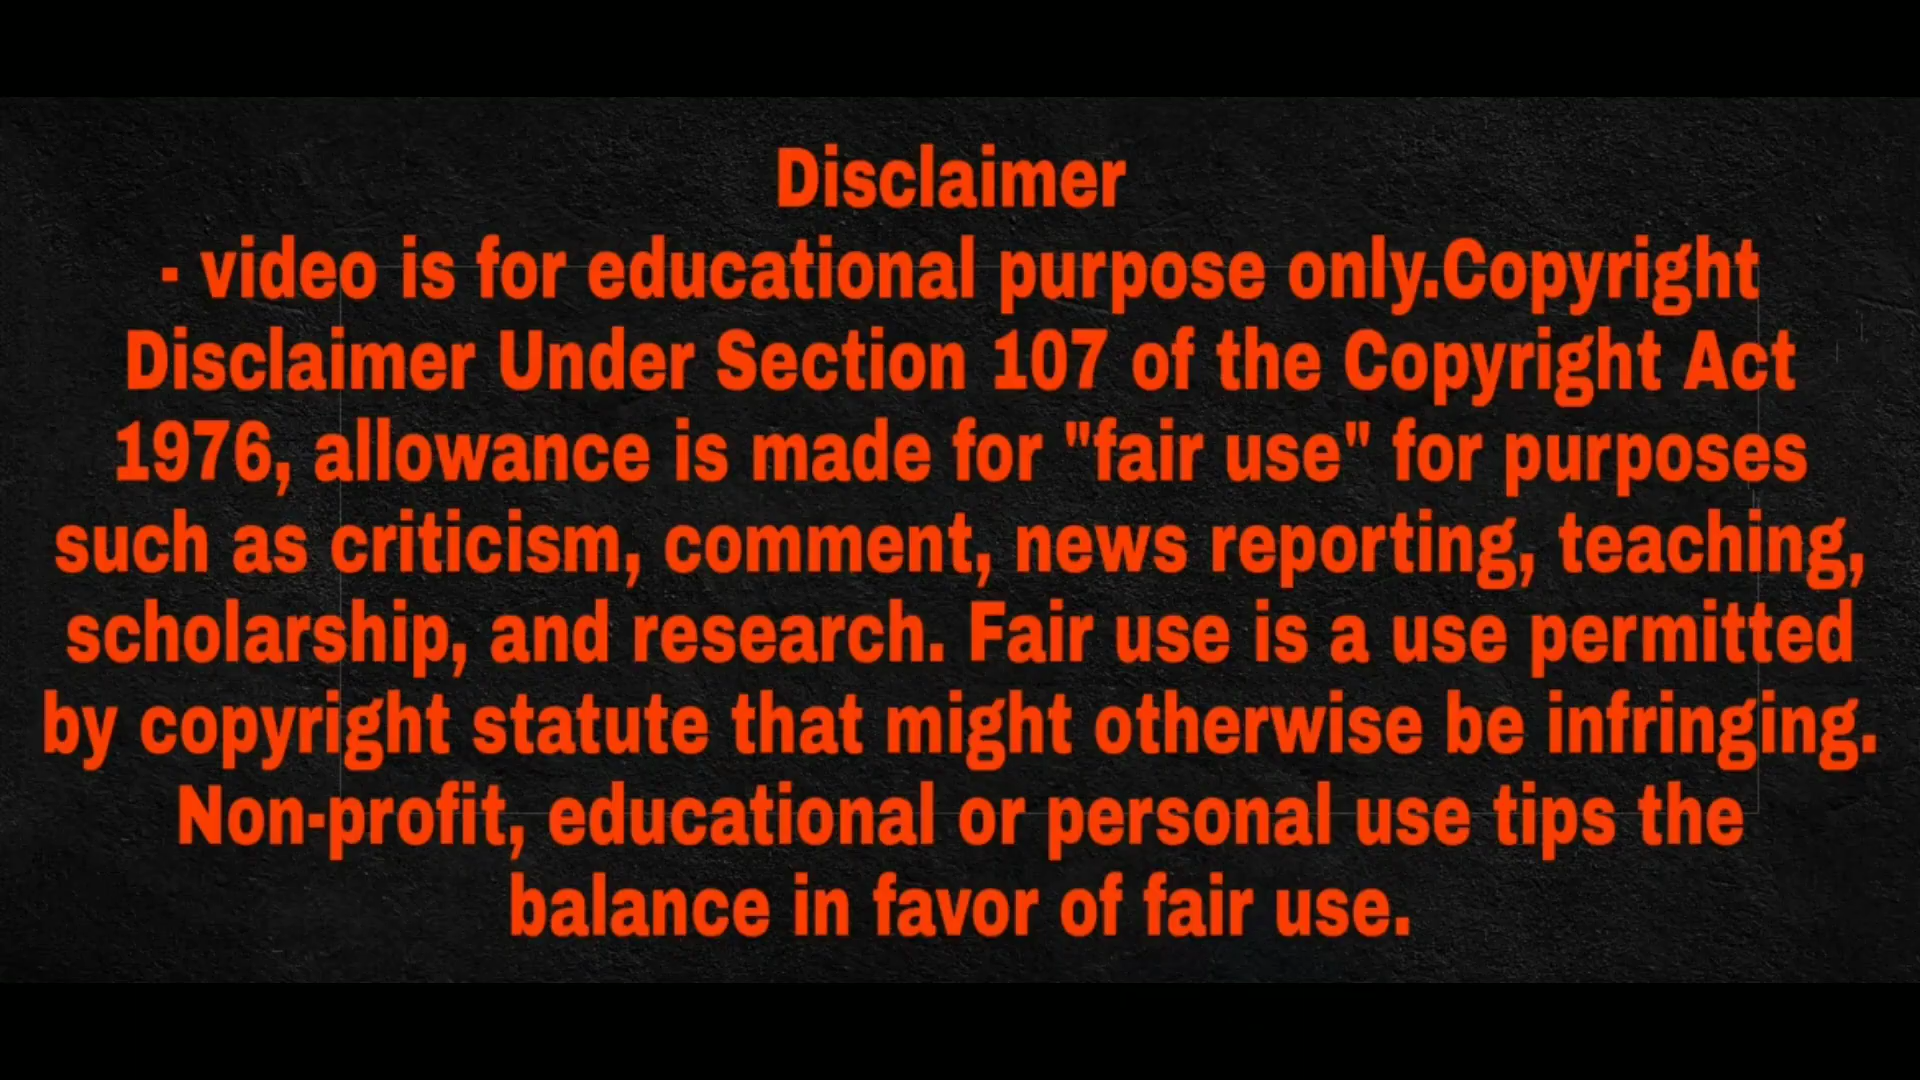 Disclaimer
- video is for educational purpose only.Copyright
Disclaimer Under Section 107 of the Copyright Act
1976, allowance is made for "fair use" for purposes
such as criticism, comment, news reporting, teaching,
scholarship, and research. Fair use is a use permitted
by copyright statute that might otherwise be infringing.
Non-profit, educational or personal use tips the
balance in favor of fair use.